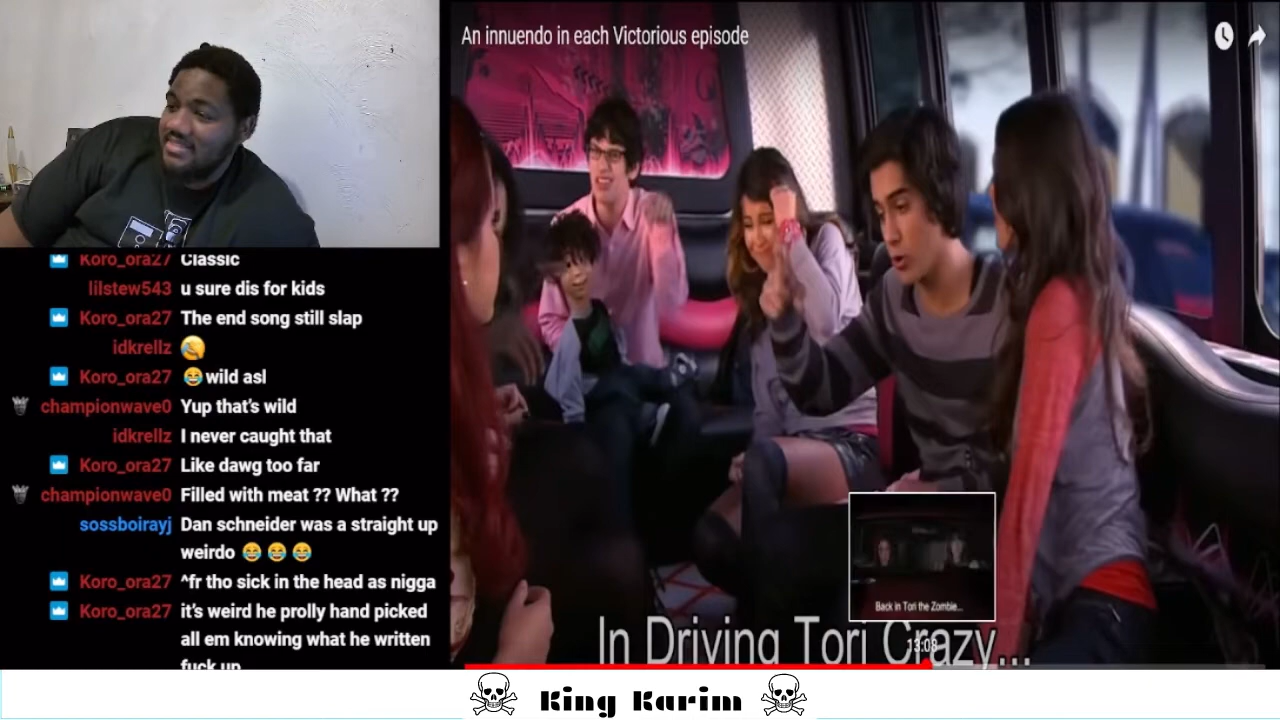 An innuendo in each Victorious episode
Koro_ora27 Classic
lilstew543 u sure dis for kids
Koro_ora27 The end song still slap
idkrellz 🤣
Koro_ora27 😂wild asl
championwave0 Yup that's wild
idkrellz I never caught that
Koro_ora27 Like dawg too far
championwave0 Filled with meat ?? What ??
sossboirayj Dan schneider was a straight up
weirdo 😂 😂 😂
Koro_ora27 ^fr tho sick in the head as nigga
Koro_ora27 it's weird he prolly hand picked
all em knowing what he written
fuck up
Back in Tori the Zombie...
13:08
In Driving Tori Crazy...
King Karim